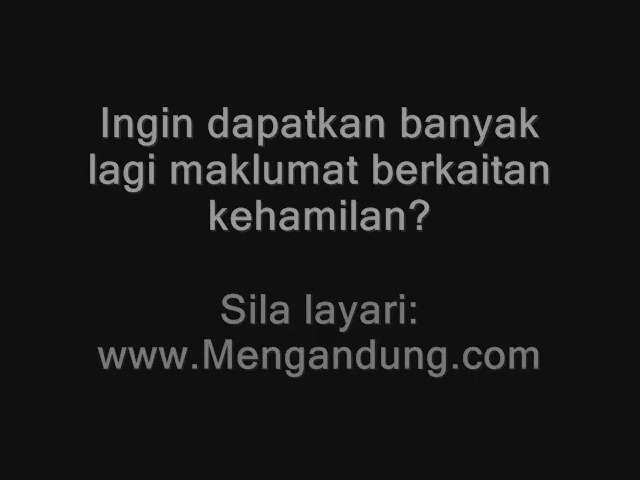 Ingin dapatkan banyak
lagi maklumat berkaitan
kehamilan?
Sila layari:
www.Mengandung.com